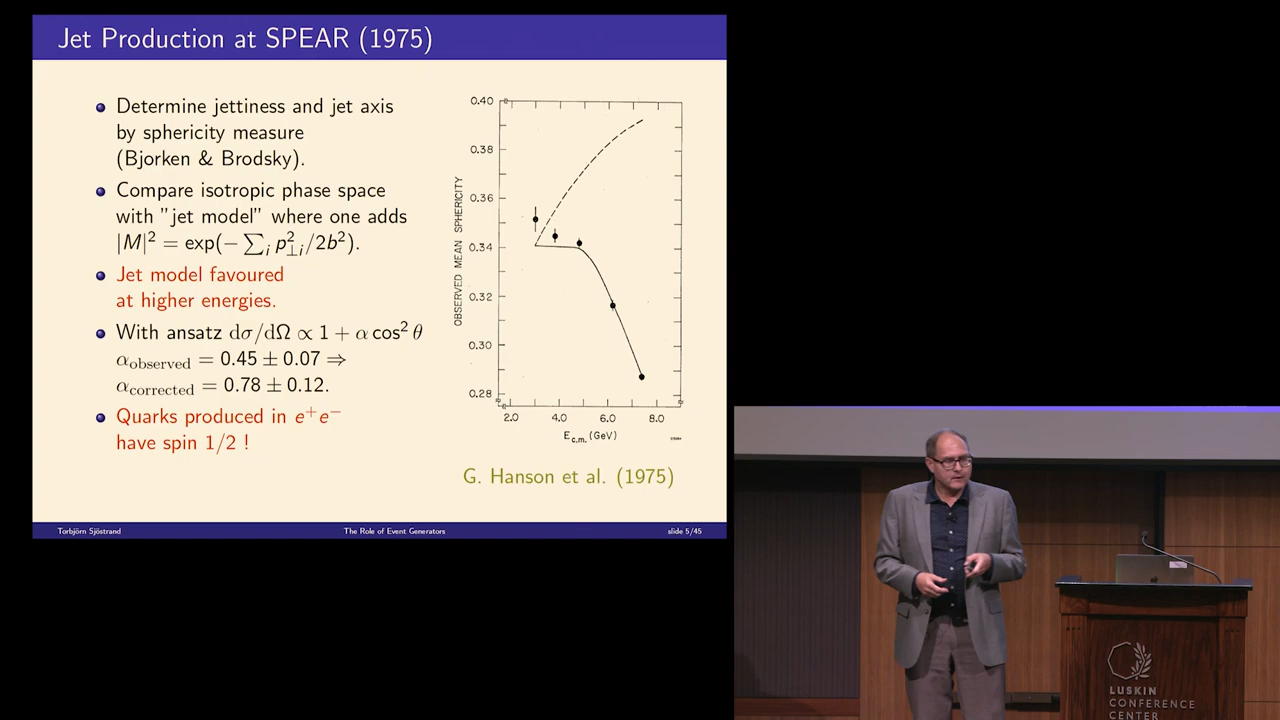 Jet Production at SPEAR (1975)
Determine jettiness and jet axis
by sphericity measure
(Bjorken & Brodsky).
Compare isotropic phase space
with "jet model" where one adds
|M|² = exp(−∑ᵢ p²⊥ᵢ/2b²).
Jet model favoured
at higher energies.
With ansatz dσ/dΩ ∝ 1 + α cos² θ
α_observed = 0.45 ± 0.07 ⇒
α_corrected = 0.78 ± 0.12.
Quarks produced in e⁺e⁻
have spin 1/2 !
OBSERVED MEAN SPHERICITY
0.40
0.38
0.36
0.34
0.32
0.30
0.28
2.0 4.0 6.0 8.0
E_c.m. (GeV)
G. Hanson et al. (1975)
Torbjörn Sjöstrand The Role of Event Generators slide 5/45
LUSKIN
CONFERENCE
CENTER